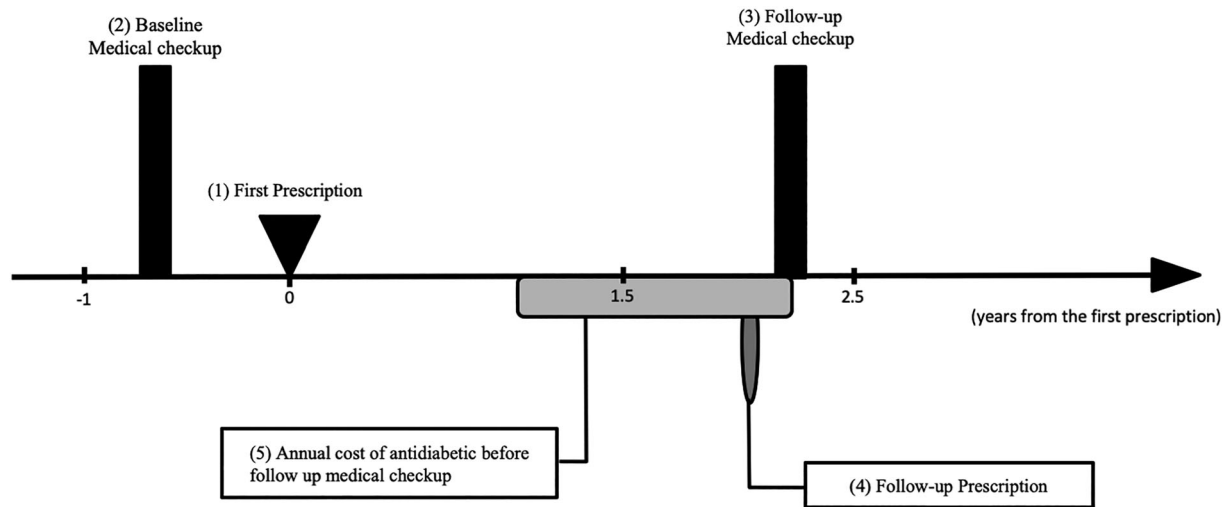 (2) Baseline
Medical checkup
(3) Follow-up
Medical checkup
(1) First Prescription
-1
0
1.5
2.5
(years from the first prescription)
(5) Annual cost of antidiabetic before
follow up medical checkup
(4) Follow-up Prescription